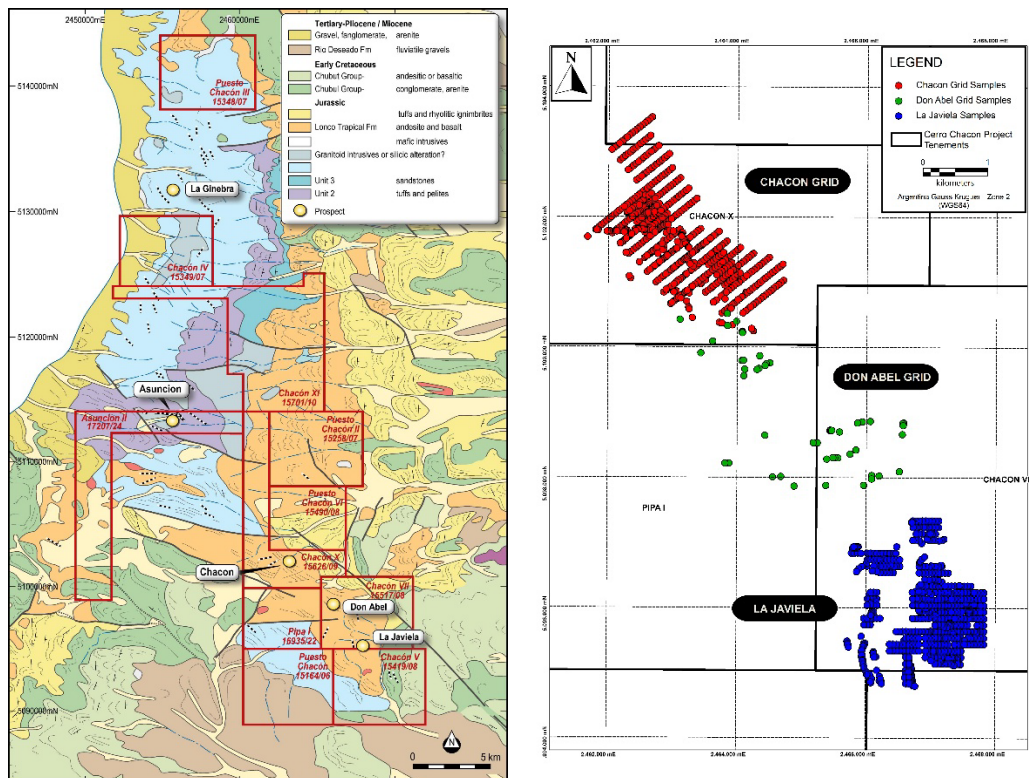 2450000mE
2460000mE
Tertiary-Pliocene / Miocene
Gravel, fanglomerate, arenite
Rio Deseado Fm fluviatile gravels
Early Cretaceous
Chubut Group- andesitic or basaltic
Chubut Group- conglomerate, arenite
Jurassic
tuffs and rhyolitic ignimbrites
Lonco Trapical Fm andosite and basalt
mafic intrusives
Granitoid Intrusives or silicic alteration?
Unit 3 sandstones
Unit 2 tuffs and pelites
Prospect
5140000mN
5130000mN
5120000mN
5110000mN
5100000mN
5090000mN
Puesto
Chacón III
15348/07
La Ginebra
Chacón IV
15349/07
Asuncion
Asuncion II
17207/24
Chacón XI
15701/10
Puesto
Chacón II
15258/07
Puesto
Chacón VI
15490/08
Chacón X
15626/09
Chacon
Chacón VII
16517/08
Don Abel
Pipa I
16935/22
La Javiela
Puesto
Chacón
15164/06
Chacón V
15419/08
N
0 5 km
N
LEGEND
Chacon Grid Samples
Don Abel Grid Samples
La Javiela Samples
Cerro Chacon Project
Tenements
0 1
kilometers
Argentina Gauss Kruguer Zone 2
(WGS84)
CHACON GRID
CHACON X
DON ABEL GRID
PIPA I
LA JAVIELA